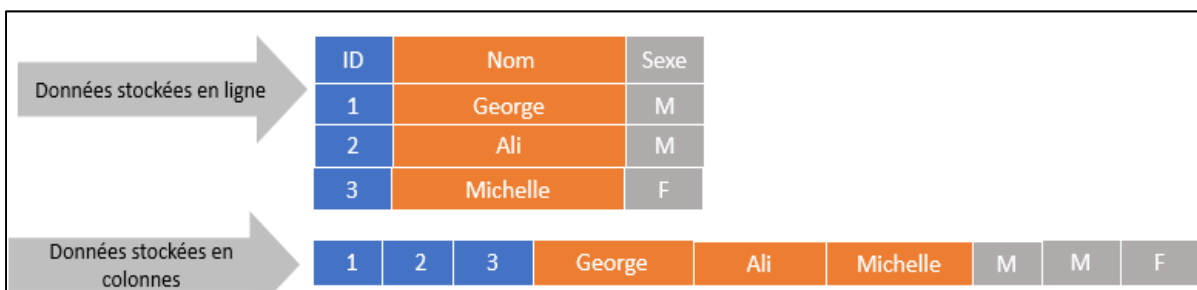 Données stockées en ligne
ID Nom Sexe
1 George M
2 Ali M
3 Michelle F
Données stockées en
colonnes
1 2 3 George Ali Michelle M M F